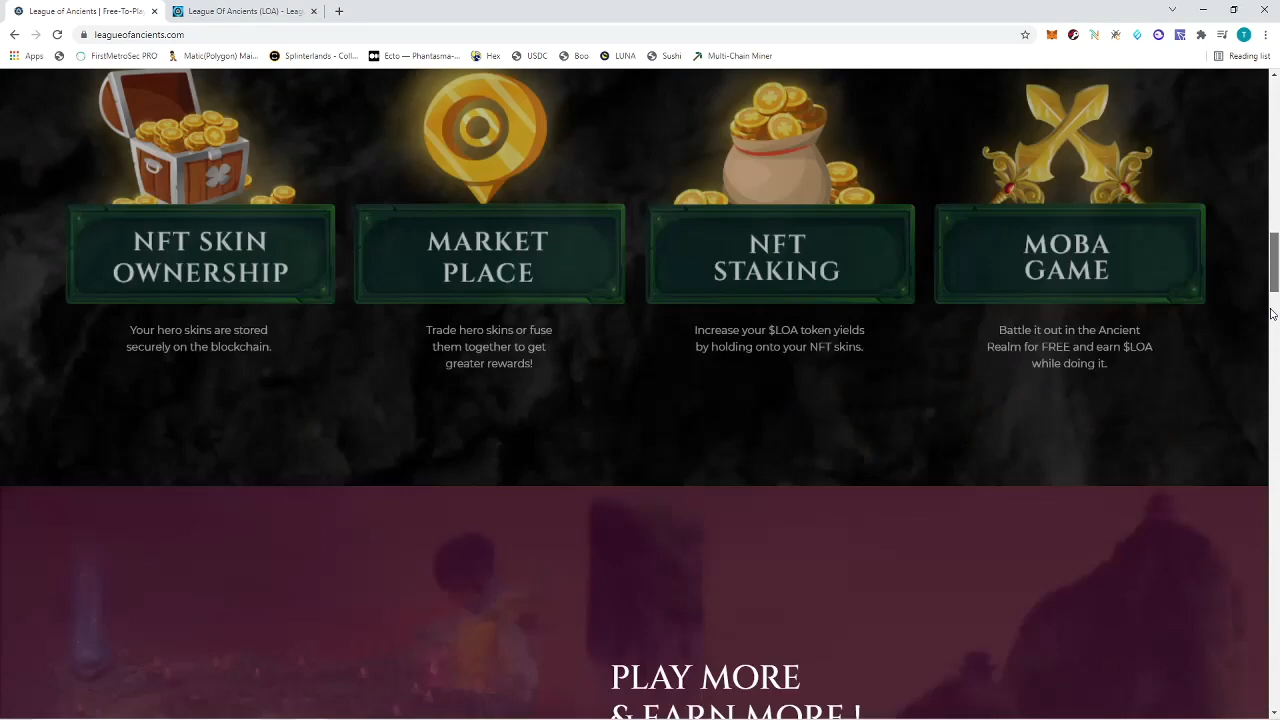 League of Ancients | Free-To-Play
League Of Ancients (LOA) - Leag
leagueofancients.com
Apps
FirstMetroSec PRO
Matic(Polygon) Mai...
Splinterlands - Coll...
Ecto — Phantasma-...
Hex
USDC
Boo
LUNA
Sushi
Multi-Chain Miner
Reading list
T
NFT SKIN
OWNERSHIP
Your hero skins are stored
securely on the blockchain.
MARKET
PLACE
Trade hero skins or fuse
them together to get
greater rewards!
NFT
STAKING
Increase your $LOA token yields
by holding onto your NFT skins.
MOBA
GAME
Battle it out in the Ancient
Realm for FREE and earn $LOA
while doing it.
PLAY MORE
& EARN MORE !